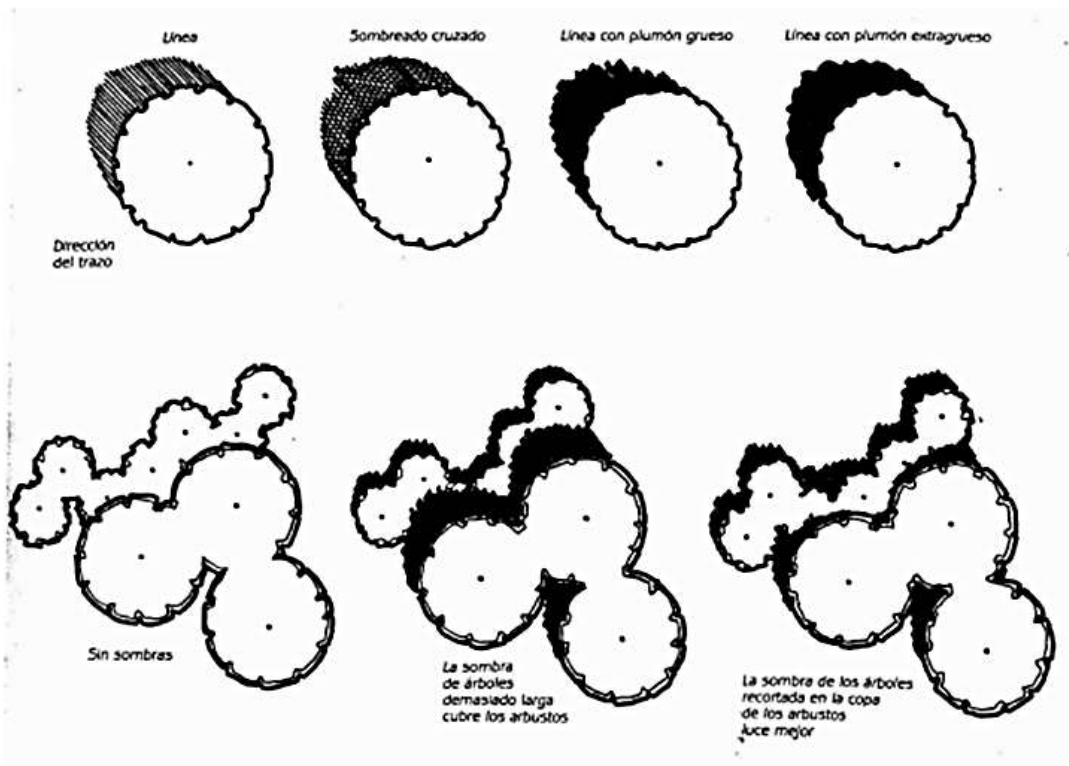 Línea
Sombreado cruzado
Línea con plumón grueso
Línea con plumón extragrueso
Dirección
del trazo
Sin sombras
La sombra
de árboles
demasiado larga
cubre los arbustos
La sombra de los árboles
recortada en la copa
de los arbustos
luce mejor